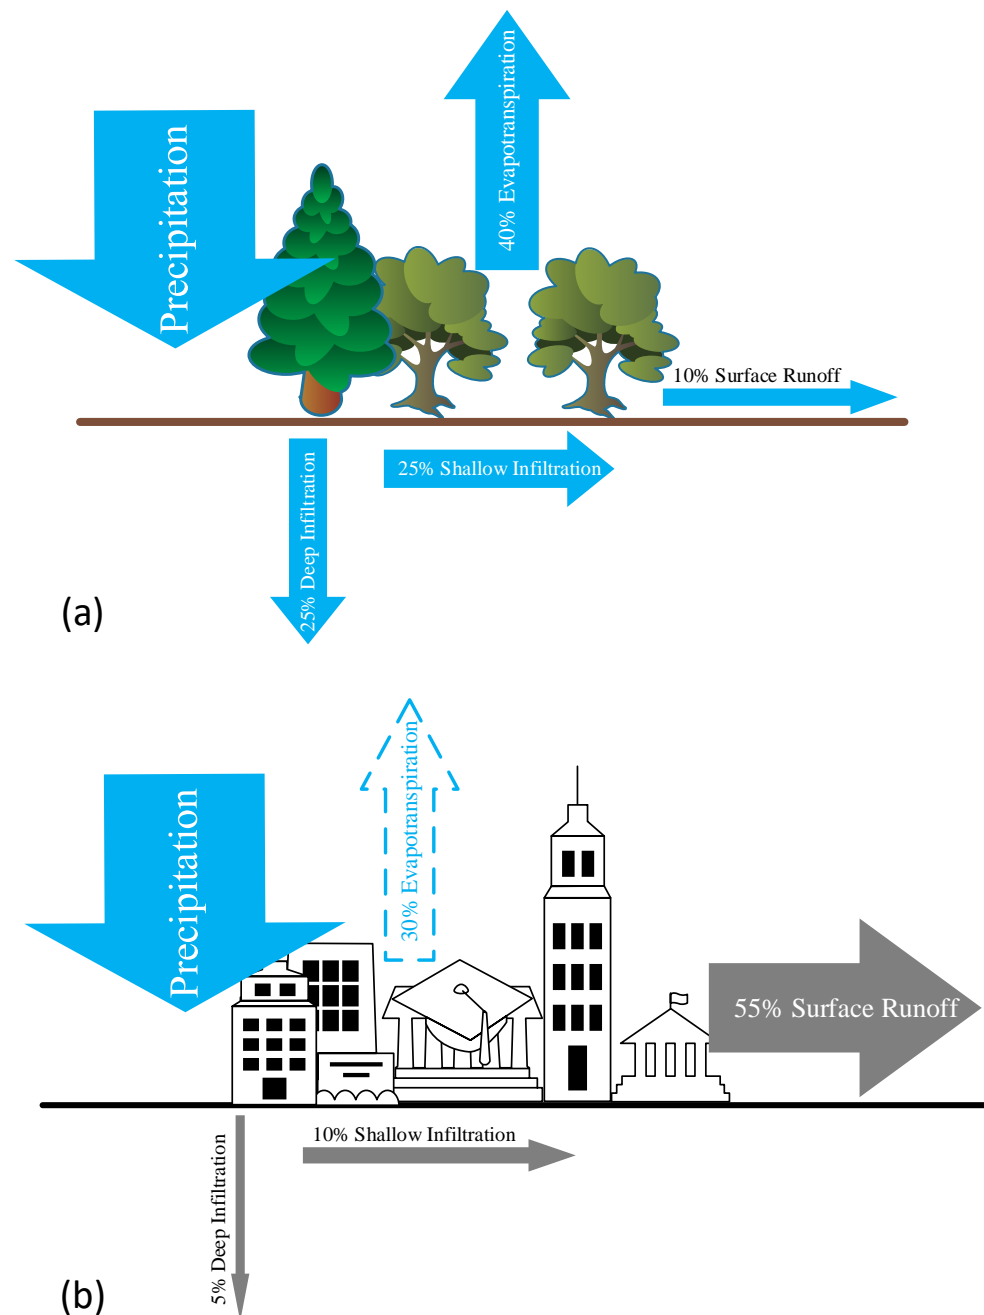 Precipitation
40% Evapotranspiration
10% Surface Runoff
25% Shallow Infiltration
25% Deep Infiltration
(a)
Precipitation
30% Evapotranspiration
55% Surface Runoff
10% Shallow Infiltration
5% Deep Infiltration
(b)